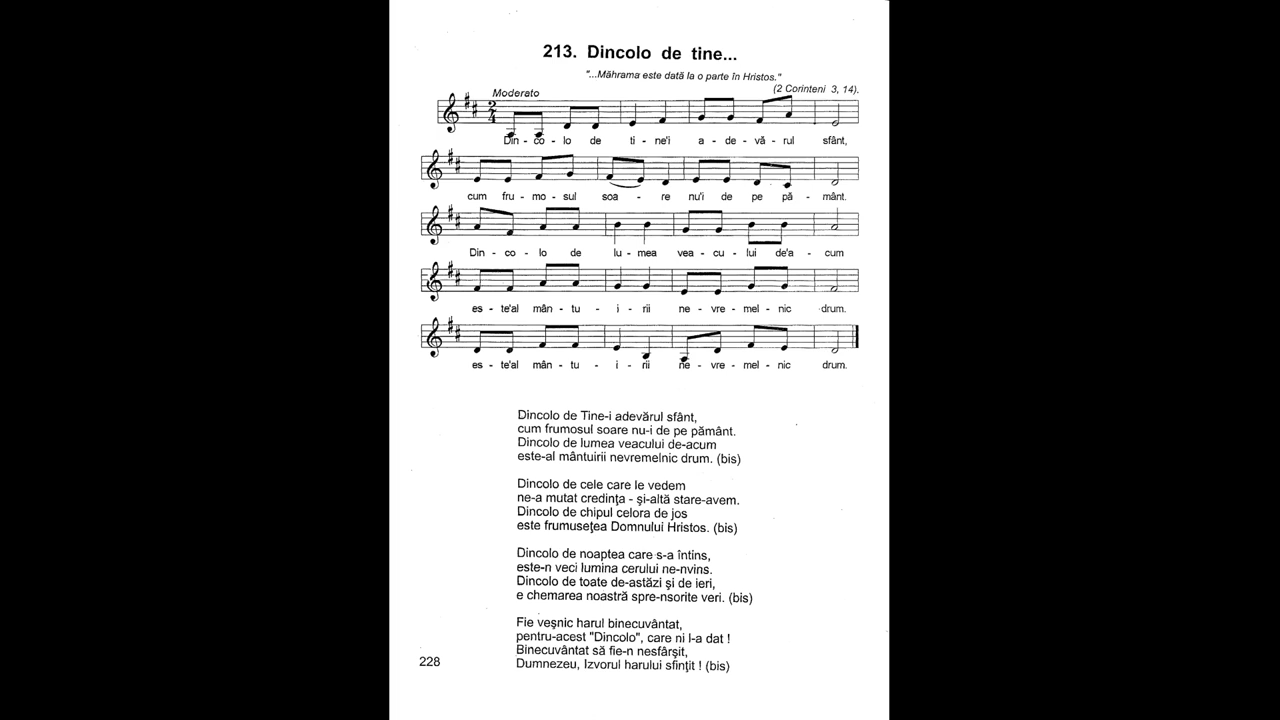 213. Dincolo de tine...
"...Măhrama este dată la o parte în Hristos."
(2 Corinteni 3, 14).
Moderato
2
4
Din - co - lo de ti - ne'i a - de - vă - rul sfânt,
cum fru - mo - sul soa - re nu'i de pe pă - mânt.
Din - co - lo de lu - mea vea - cu - lui de'a - cum
es - te'al mân - tu - i - rii ne - vre - mel - nic drum.
es - te'al mân - tu - i - rii ne - vre - mel - nic drum.
Dincolo de Tine-i adevărul sfânt,
cum frumosul soare nu-i de pe pământ.
Dincolo de lumea veacului de-acum
este-al mântuirii nevremelnic drum. (bis)
Dincolo de cele care le vedem
ne-a mutat credinţa - şi-altă stare-avem.
Dincolo de chipul celora de jos
este frumuseţea Domnului Hristos. (bis)
Dincolo de noaptea care s-a întins,
este-n veci lumina cerului ne-nvins.
Dincolo de toate de-astăzi şi de ieri,
e chemarea noastră spre-nsorite veri. (bis)
Fie veşnic harul binecuvântat,
pentru-acest "Dincolo", care ni l-a dat !
Binecuvântat să fie-n nesfârşit,
Dumnezeu, Izvorul harului sfinţit ! (bis)
228